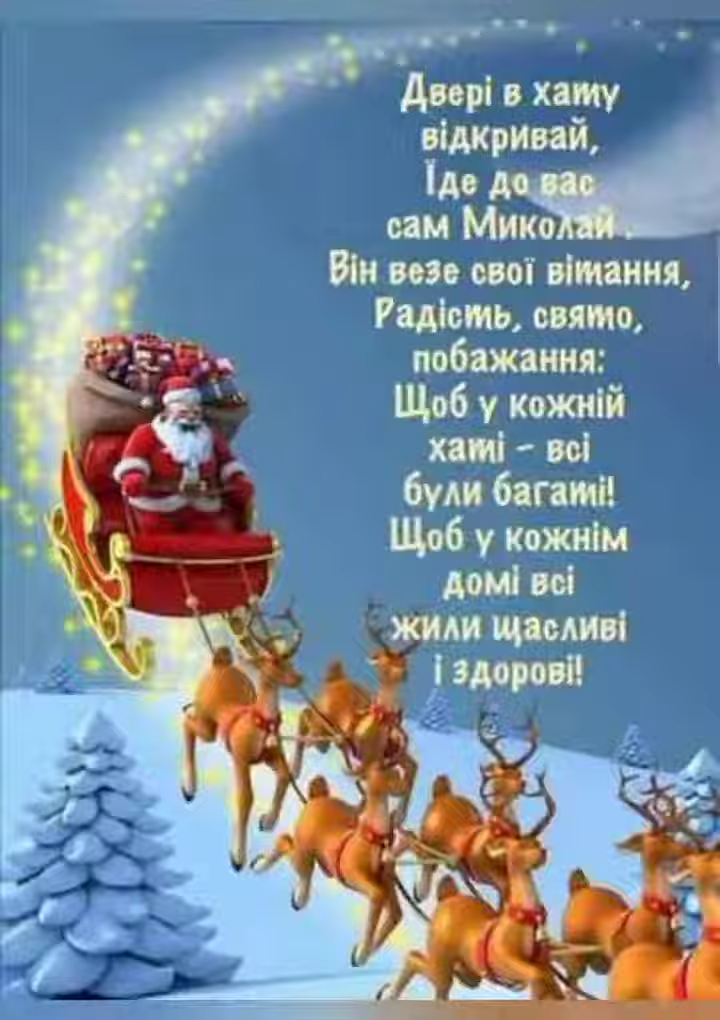 Двері в хату
відкривай,
Їде до вас
сам Миколай .
Він везе свої вітання,
Радість, свято,
побажання:
Щоб у кожній
хаті - всі
були багаті!
Щоб у кожнім
домі всі
жили щасливі
і здорові!